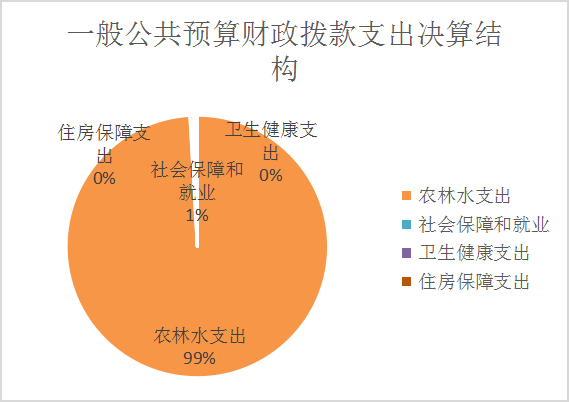 一般公共预算财政拨款支出决算结
构
住房保障支
出
0%
卫生健康支
出
0%
社会保障和
就业
1%
农林水支出
99%
农林水支出
社会保障和就业
卫生健康支出
住房保障支出